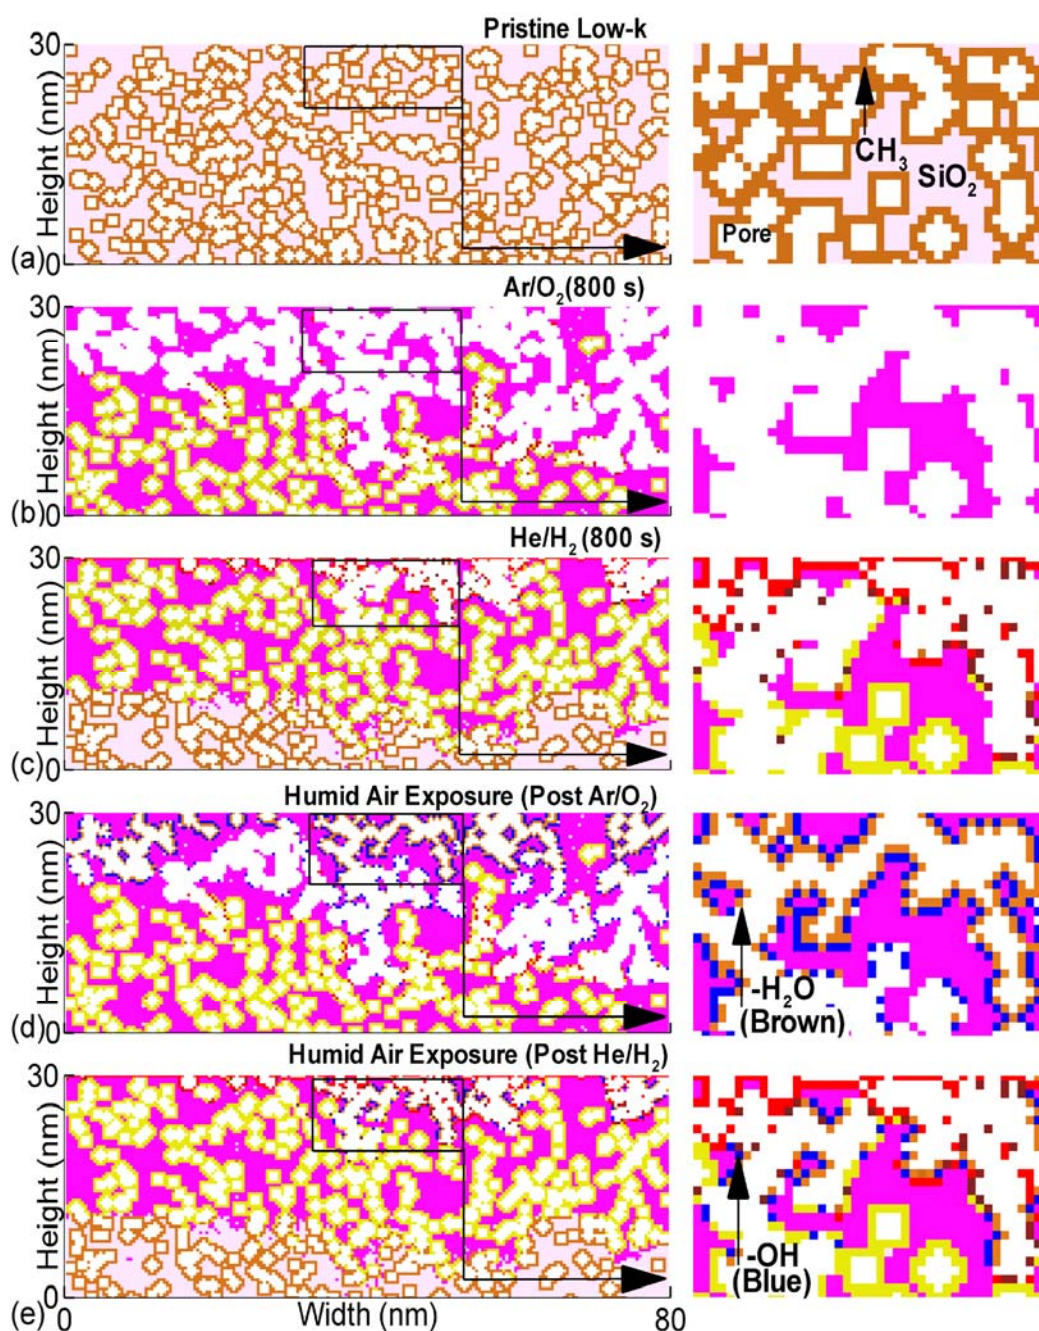 Pristine Low-k
30
Height (nm)
CH3
SiO2
Pore
(a) 0
80
Ar/O2(800 s)
30
Height (nm)
(b) 0
He/H2 (800 s)
30
Height (nm)
(c) 0
Humid Air Exposure (Post Ar/O2)
30
Height (nm)
-H2O
(Brown)
(d) 0
Humid Air Exposure (Post He/H2)
30
Height (nm)
-OH
(Blue)
(e)
0 Width (nm) 80